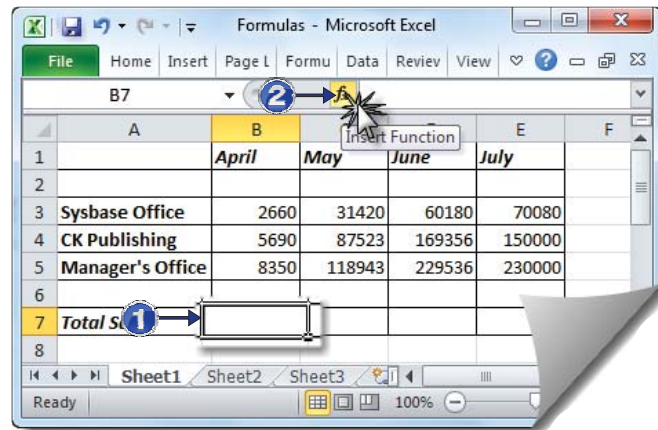 Formulas - Microsoft Excel
File Home Insert Page L Formu Data Review View
B7 2 fx
Insert Function
A B E F
1 April May June July
2
3 Sysbase Office 2660 31420 60180 70080
4 CK Publishing 5690 87523 169356 150000
5 Manager's Office 8350 118943 229536 230000
6
7 Total S 1
8
Sheet1 Sheet2 Sheet3
Ready 100%